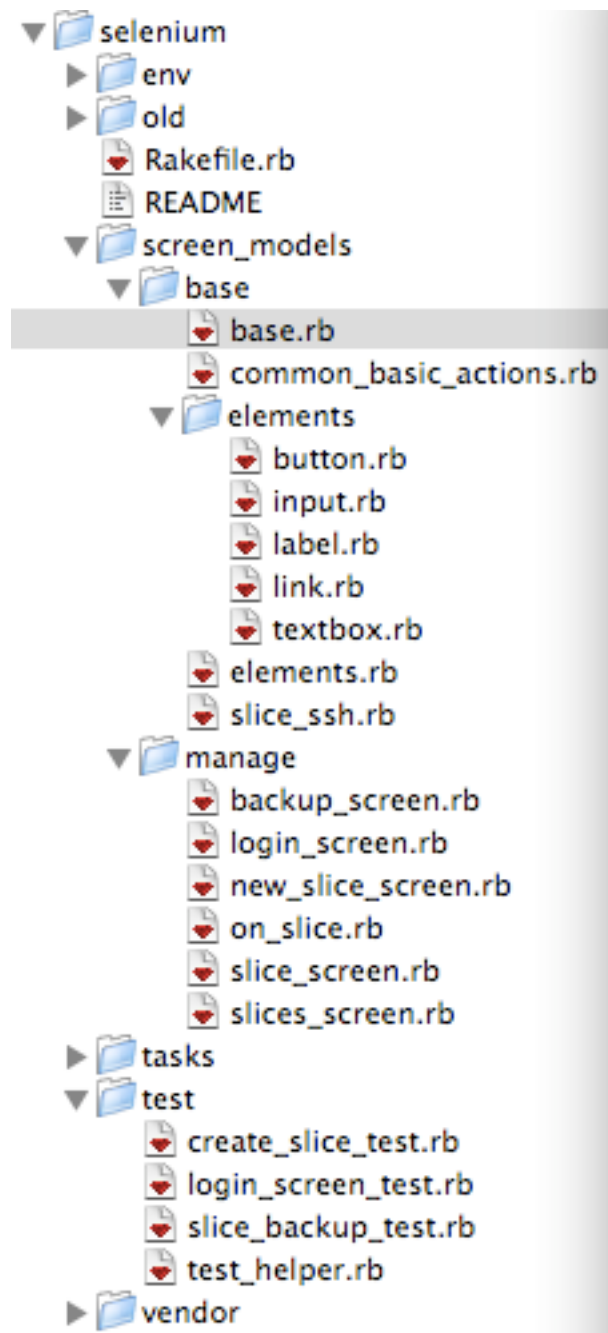 selenium
env
old
Rakefile.rb
README
screen_models
base
base.rb
common_basic_actions.rb
elements
button.rb
input.rb
label.rb
link.rb
textbox.rb
elements.rb
slice_ssh.rb
manage
backup_screen.rb
login_screen.rb
new_slice_screen.rb
on_slice.rb
slice_screen.rb
slices_screen.rb
tasks
test
create_slice_test.rb
login_screen_test.rb
slice_backup_test.rb
test_helper.rb
vendor